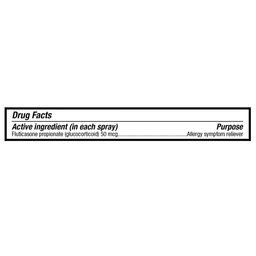 Drug Facts
Active ingredient (in each spray) Purpose
Fluticasone propionate (glucocorticoid) 50 mcg Allergy symptom reliever